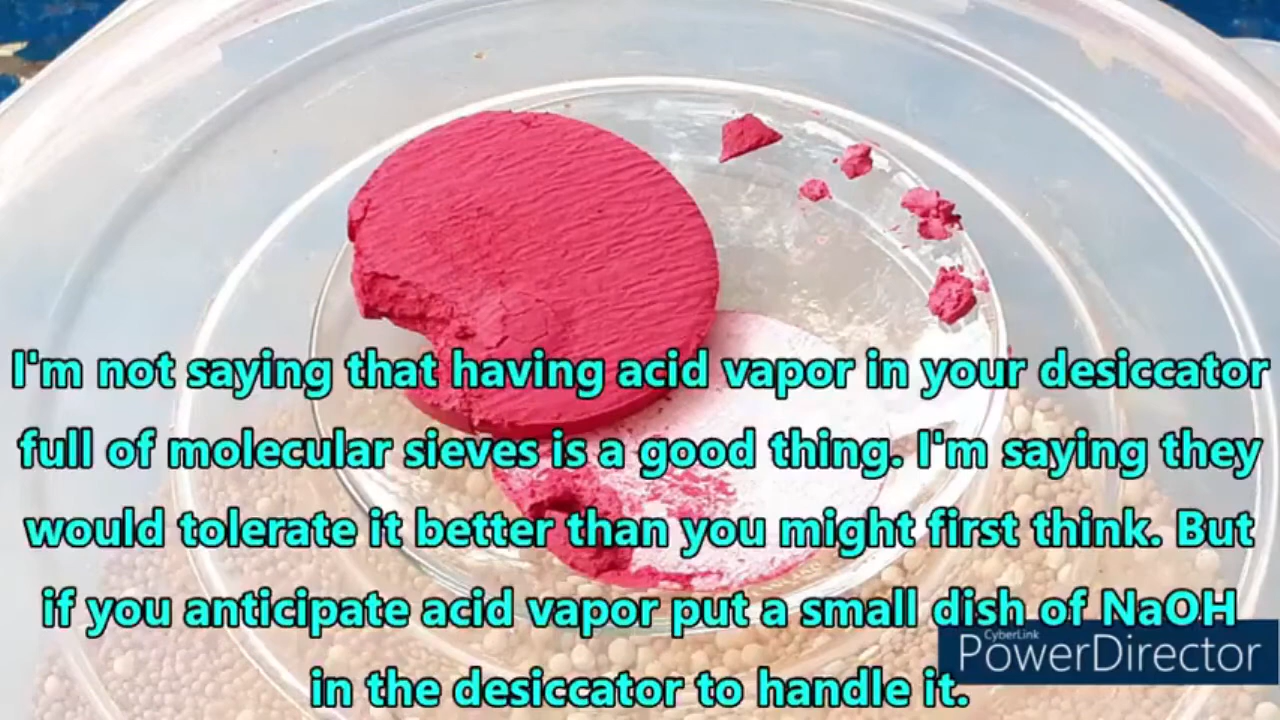 I'm not saying that having acid vapor in your desiccator
full of molecular sieves is a good thing. I'm saying they
would tolerate it better than you might first think. But
if you anticipate acid vapor put a small dish of NaOH
in the desiccator to handle it.
CyberLink
PowerDirector